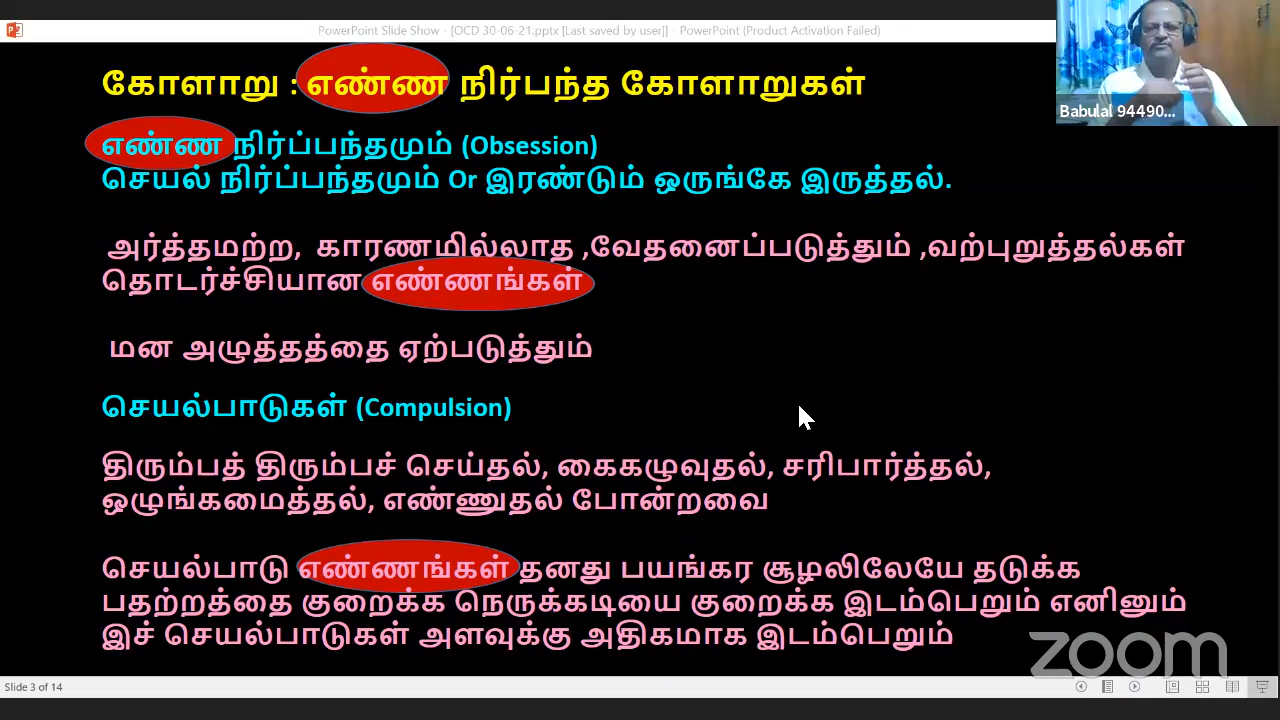 PowerPoint Slide Show - [OCD 30-06-21.pptx [Last saved by user]] - PowerPoint (Product Activation Failed)
Babulal 94490...
கோளாறு : எண்ண நிர்பந்த கோளாறுகள்
எண்ண நிர்ப்பந்தமும் (Obsession)
செயல் நிர்ப்பந்தமும் Or இரண்டும் ஒருங்கே இருத்தல்.
அர்த்தமற்ற, காரணமில்லாத ,வேதனைப்படுத்தும் ,வற்புறுத்தல்கள்
தொடர்ச்சியான எண்ணங்கள்
மன அழுத்தத்தை ஏற்படுத்தும்
செயல்பாடுகள் (Compulsion)
திரும்பத் திரும்பச் செய்தல், கைகழுவுதல், சரிபார்த்தல்,
ஒழுங்கமைத்தல், எண்ணுதல் போன்றவை
செயல்பாடு எண்ணங்கள் தனது பயங்கர சூழலிலேயே தடுக்க
பதற்றத்தை குறைக்க நெருக்கடியை குறைக்க இடம்பெறும் எனினும்
இச் செயல்பாடுகள் அளவுக்கு அதிகமாக இடம்பெறும்
zoom
Slide 3 of 14